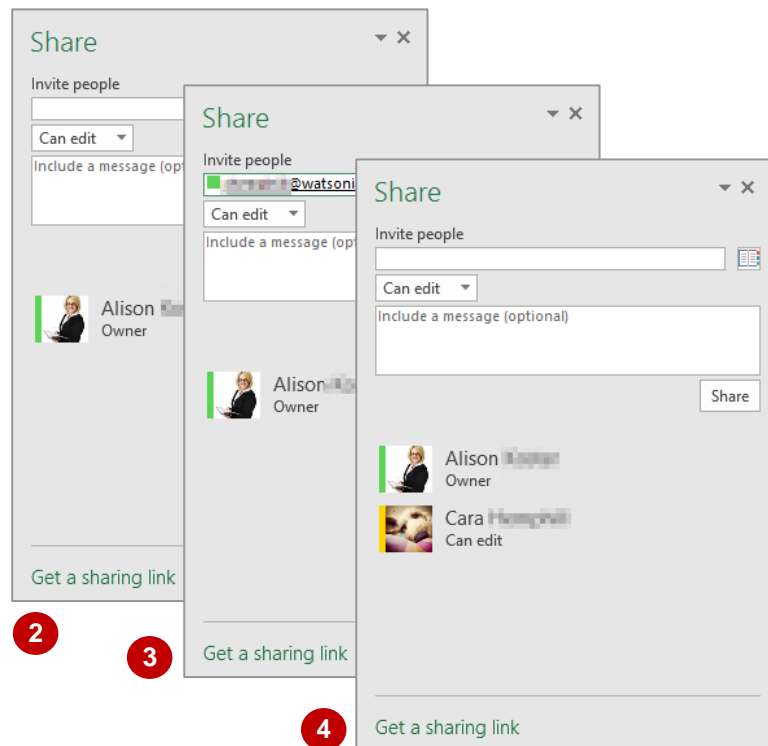 Share
Invite people
Can edit
Include a message (opt
Alison
Owner
Get a sharing link
2
Share
Invite people
@watsoni
Can edit
Include a message (opt
Alison
Owner
Get a sharing link
3
Share
Invite people
Can edit
Include a message (optional)
Share
Alison
Owner
Cara
Can edit
Get a sharing link
4